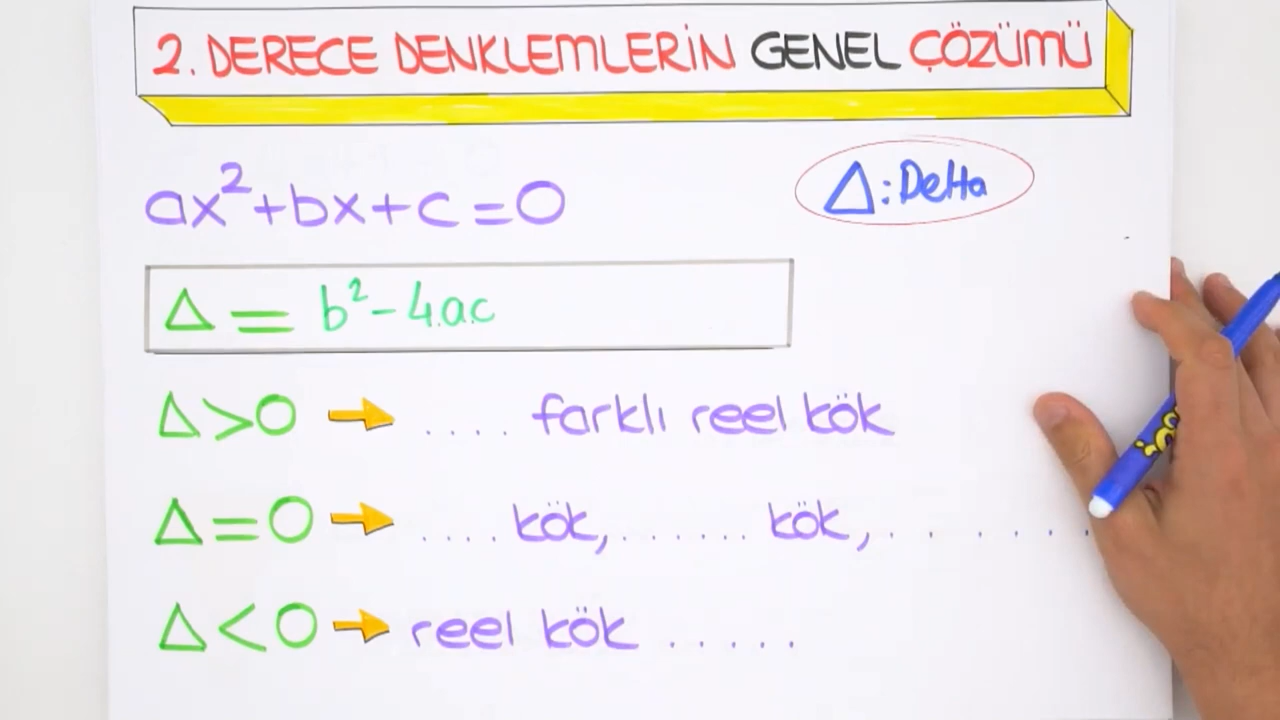 2. DERECE DENKLEMLERİN GENEL ÇÖZÜMÜ
ax²+bx+c=0
Δ: Delta
Δ = b²-4.a.c
Δ>0 → .... farklı reel kök
Δ=0 → .... kök, ...... kök, .......
Δ<0 → reel kök .....